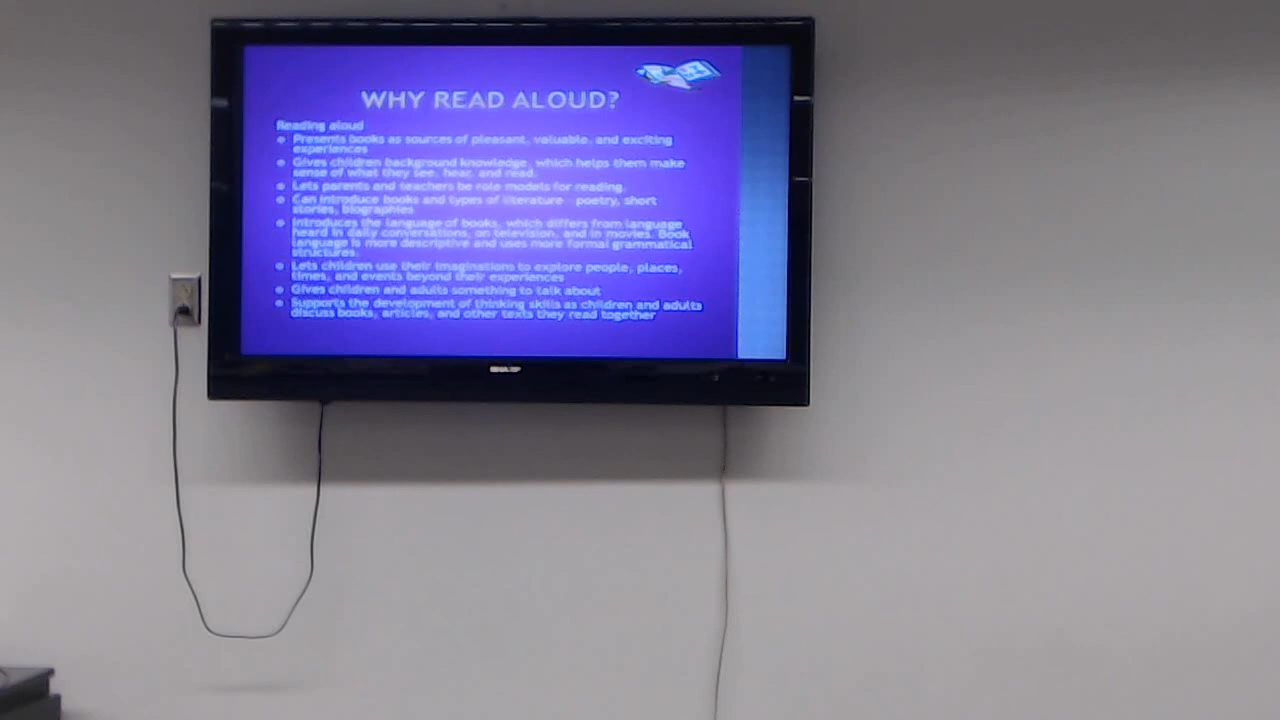 WHY READ ALOUD?
Reading aloud
Presents books as sources of pleasant, valuable, and exciting
experiences
Gives children background knowledge, which helps them make
sense of what they see, hear, and read.
Lets parents and teachers be role models for reading.
Can introduce books and types of literature - poetry, short
stories, biographies
Introduces the language of books, which differs from language
heard in daily conversations, on television, and in movies. Book
language is more descriptive and uses more formal grammatical
structures.
Lets children use their imaginations to explore people, places,
times, and events beyond their experiences
Gives children and adults something to talk about
Supports the development of thinking skills as children and adults
discuss books, articles, and other texts they read together
SHARP